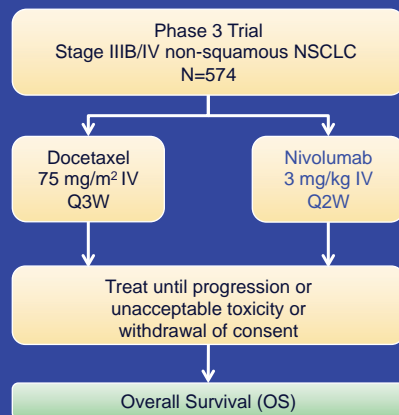 Phase 3 Trial
Stage IIIB/IV non-squamous NSCLC
N=574
Docetaxel
75 mg/m² IV
Q3W
Nivolumab
3 mg/kg IV
Q2W
Treat until progression or
unacceptable toxicity or
withdrawal of consent
Overall Survival (OS)